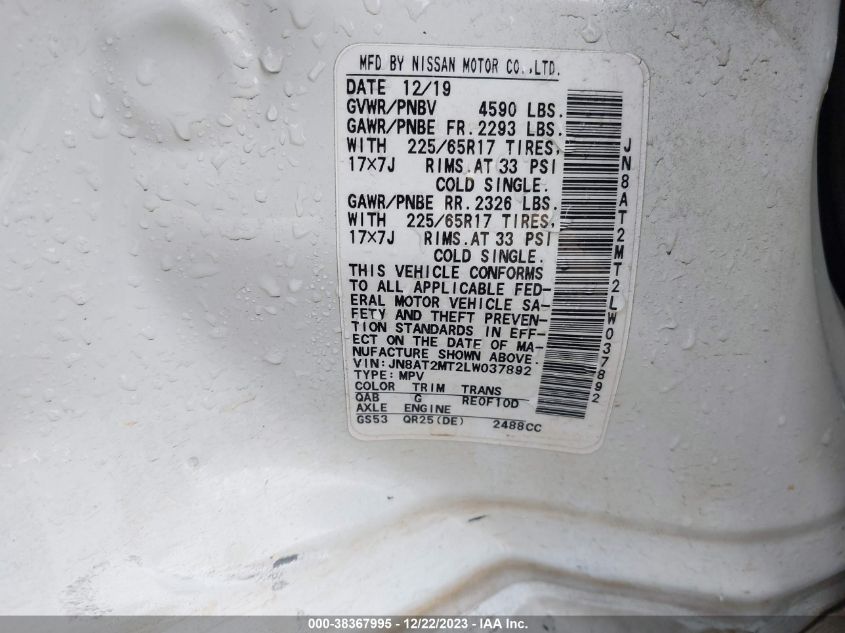 MFD BY NISSAN MOTOR CO.,LTD.
DATE 12/19
GVWR/PNBV 4590 LBS.
GAWR/PNBE FR. 2293 LBS.
WITH 225/65R17 TIRES,
17×7J RIMS.AT 33 PSI
COLD SINGLE.
GAWR/PNBE RR. 2326 LBS.
WITH 225/65R17 TIRES,
17×7J RIMS.AT 33 PSI
COLD SINGLE.
THIS VEHICLE CONFORMS
TO ALL APPLICABLE FED-
ERAL MOTOR VEHICLE SA-
FETY AND THEFT PREVEN-
TION STANDARDS IN EFF-
ECT ON THE DATE OF MA-
NUFACTURE SHOWN ABOVE.
VIN:JN8AT2MT2LW037892
TYPE: MPV
COLOR TRIM TRANS
QAB G RE0F10D
AXLE ENGINE
GS53 QR25(DE) 2488CC
JN8AT2MT2LW037892
000-38367995 - 12/22/2023 - IAA Inc.